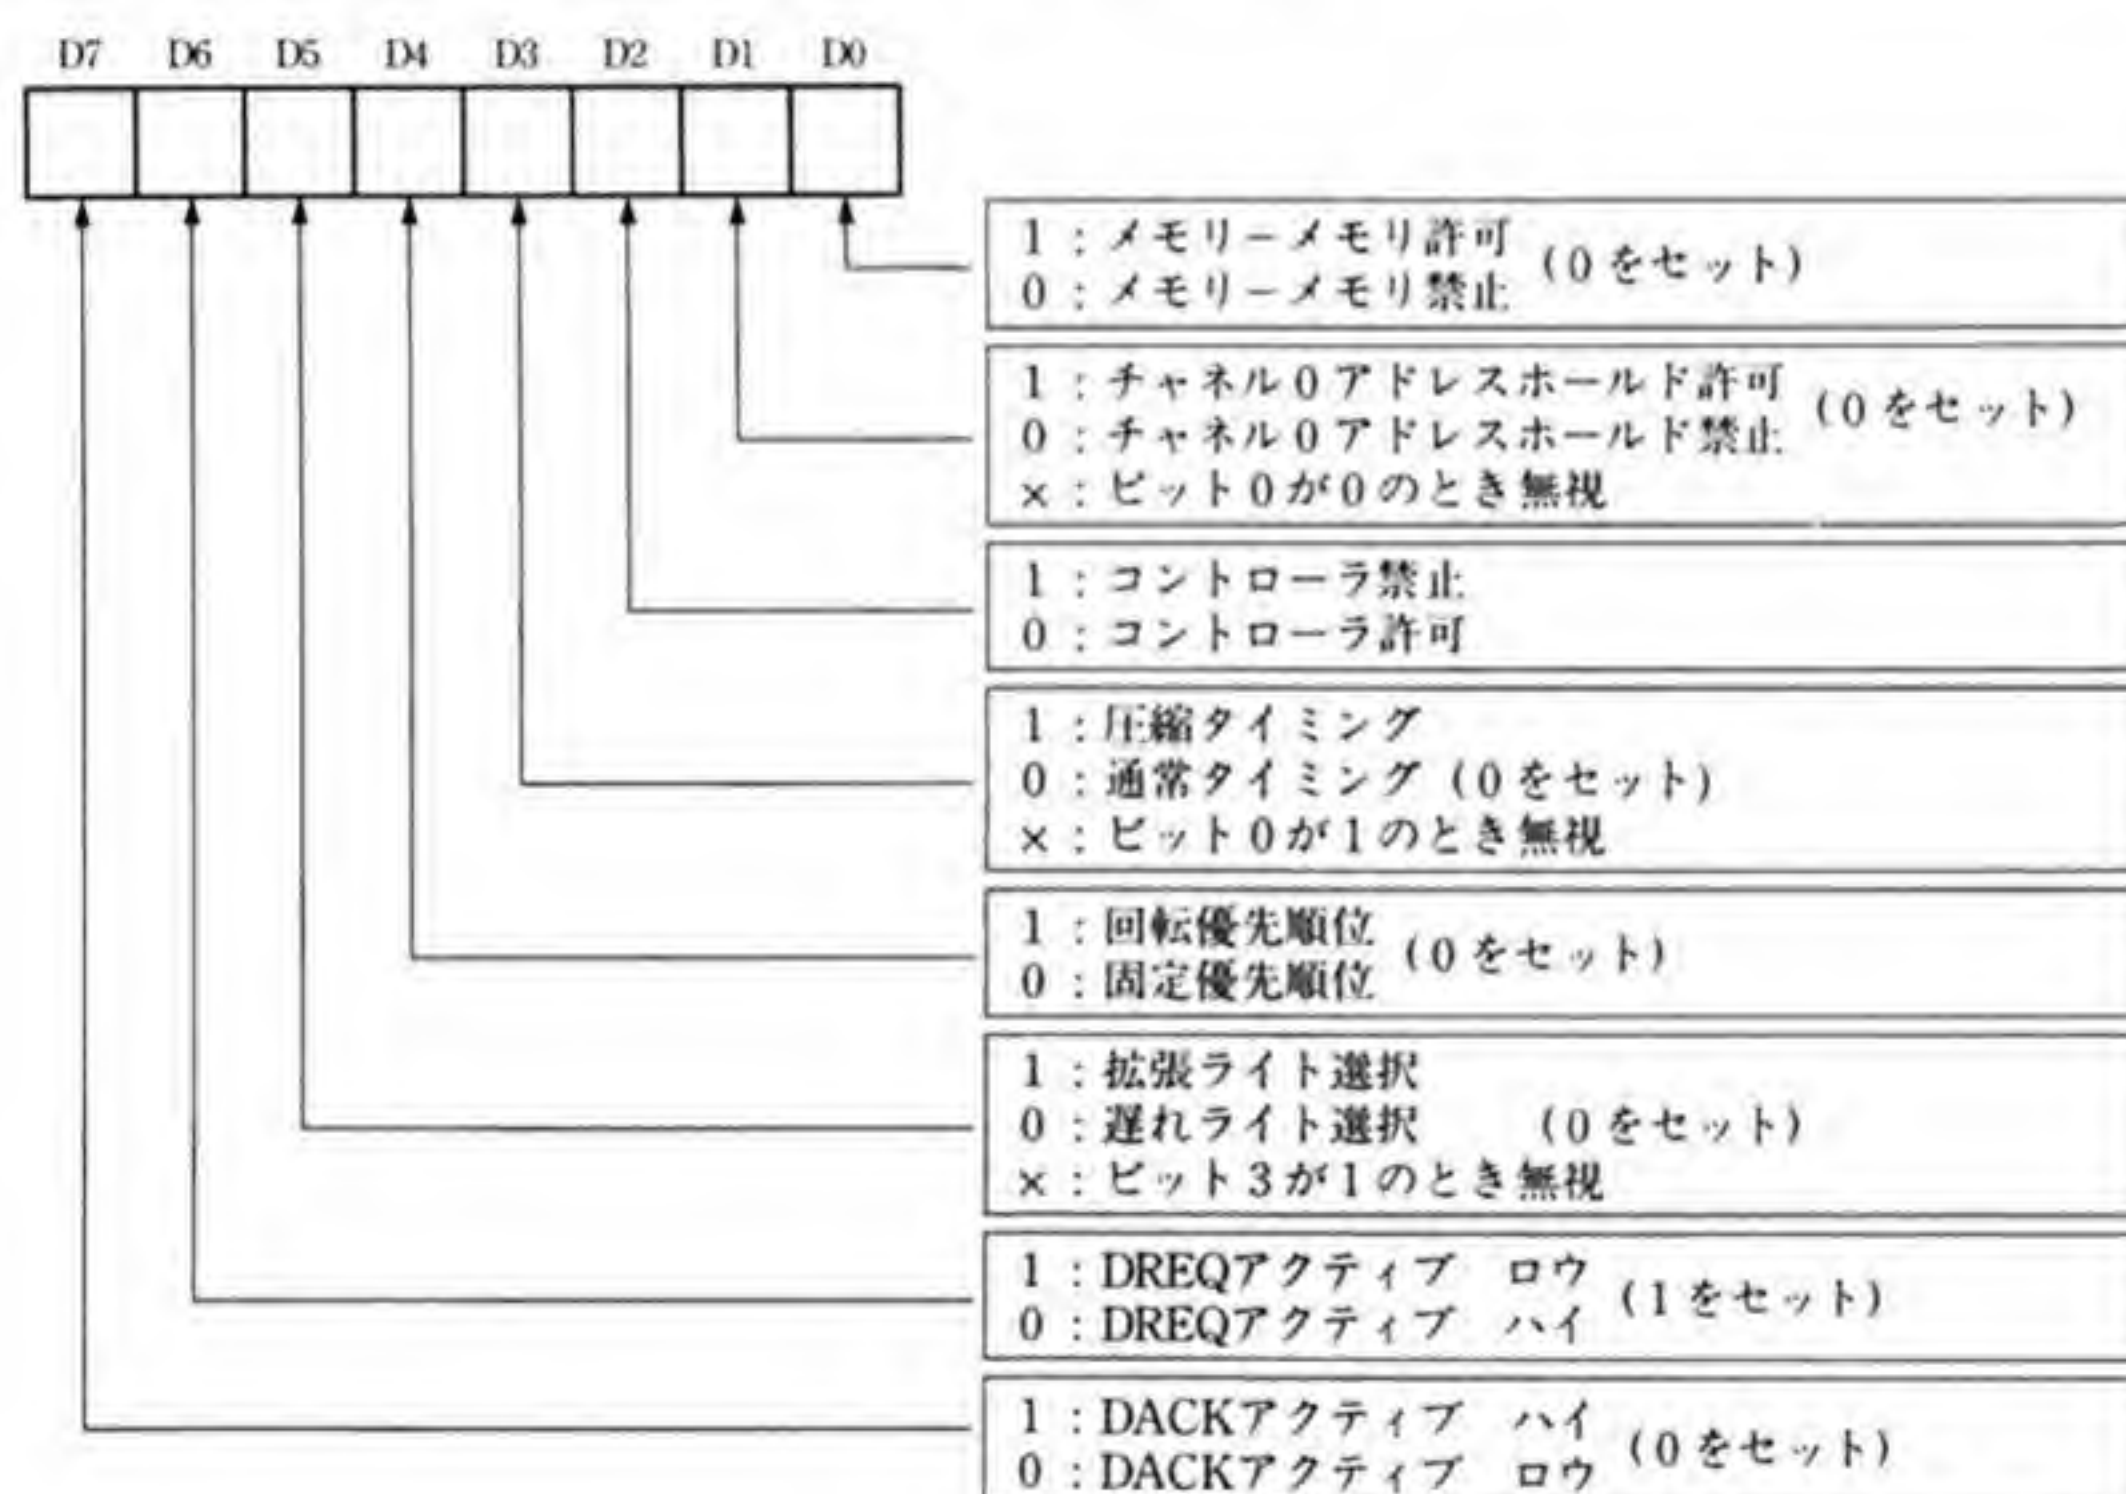 D7 D6 D5 D4 D3 D2 D1 D0
1：メモリーメモリ許可
0：メモリーメモリ禁止
(0をセット)
1：チャネル0アドレスホールド許可
0：チャネル0アドレスホールド禁止
(0をセット)
×：ビット0が0のとき無視
1：コントローラ禁止
0：コントローラ許可
1：圧縮タイミング
0：通常タイミング(0をセット)
×：ビット0が1のとき無視
1：回転優先順位
0：固定優先順位
(0をセット)
1：拡張ライト選択
0：遅れライト選択 (0をセット)
×：ビット3が1のとき無視
1：DREQアクティブ ロウ
0：DREQアクティブ ハイ
(1をセット)
1：DACKアクティブ ハイ
0：DACKアクティブ ロウ
(0をセット)